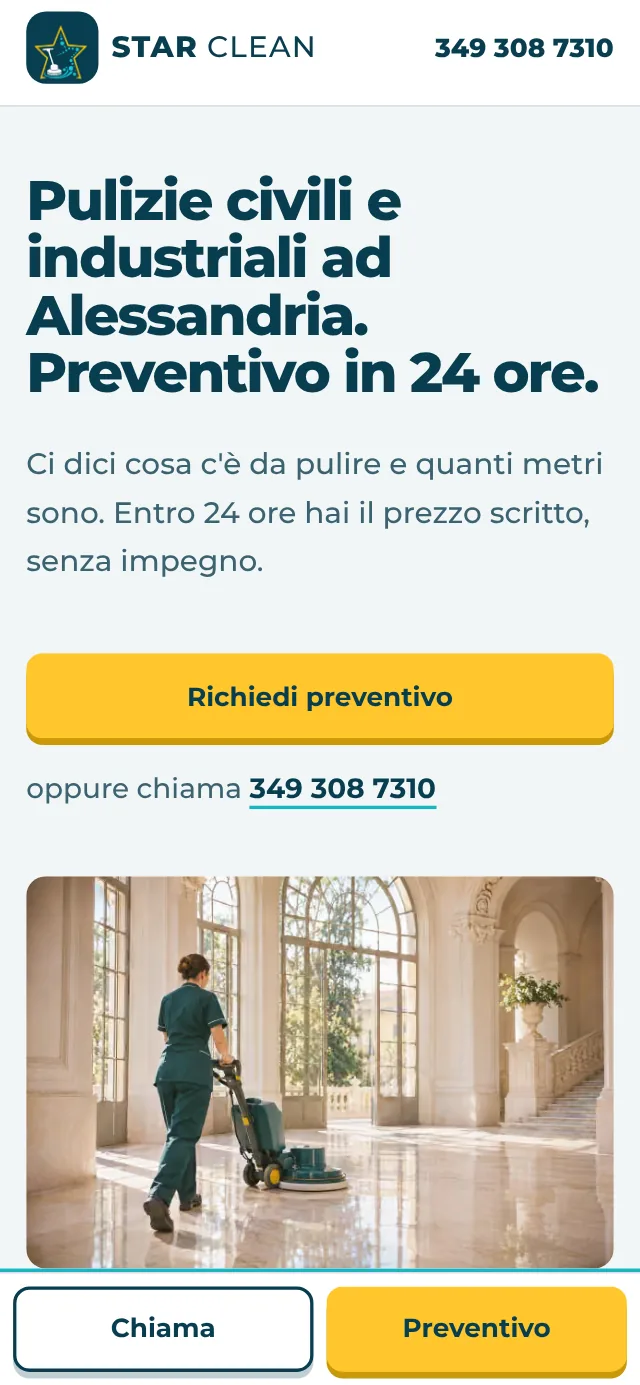 STAR CLEAN
349 308 7310
Pulizie civili e
industriali ad
Alessandria.
Preventivo in 24 ore.
Ci dici cosa c'è da pulire e quanti metri
sono. Entro 24 ore hai il prezzo scritto,
senza impegno.
Richiedi preventivo
oppure chiama 349 308 7310
Chiama
Preventivo